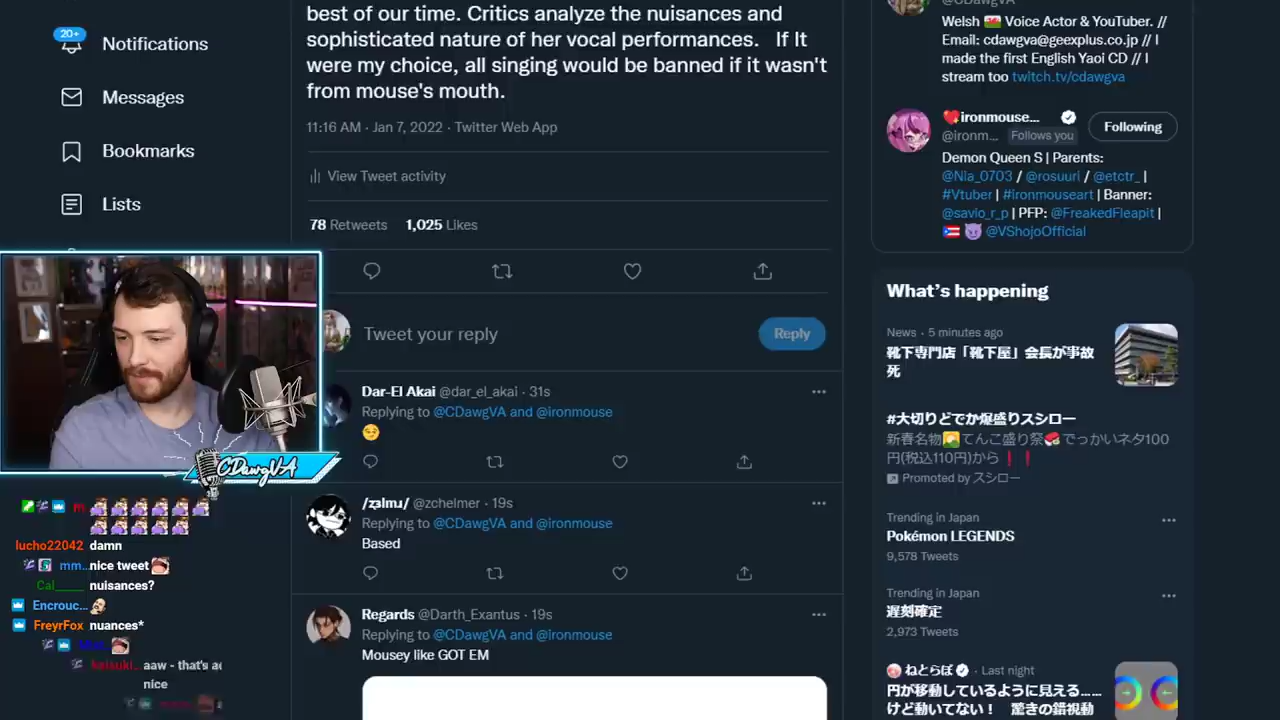 20+
Notifications
Messages
Bookmarks
Lists
best of our time. Critics analyze the nuisances and
sophisticated nature of her vocal performances. If It
were my choice, all singing would be banned if it wasn't
from mouse's mouth.
11:16 AM · Jan 7, 2022 · Twitter Web App
View Tweet activity
78 Retweets 1,025 Likes
Tweet your reply
Reply
Dar-El Akai @dar_el_akai · 31s
Replying to @CDawgVA and @ironmouse
😏
/zəlmu/ @zchelmer · 19s
Replying to @CDawgVA and @ironmouse
Based
Regards @Darth_Exantus · 19s
Replying to @CDawgVA and @ironmouse
Mousey like GOT EM
CDawgVA
lucho22042 damn
mm... nice tweet
Cal____ nuisances?
Encrouc...
FreyrFox nuances*
aaw - that's
nice
@CDawgVA
Welsh 🏴󠁧󠁢󠁷󠁬󠁳󠁿 Voice Actor & YouTuber. //
Email: cdawgva@geexplus.co.jp // I
made the first English Yaoi CD // I
stream too twitch.tv/cdawgva
💔ironmouse...
@ironm... Follows you
Following
Demon Queen S | Parents:
@Nia_0703 / @rosuuri / @etctr_ |
#Vtuber | #ironmouseart | Banner:
@savio_r_p | PFP: @FreakedFleapit |
🇵🇷 😈 @VShojoOfficial
What's happening
News · 5 minutes ago
靴下専門店「靴下屋」会長が事故
死
#大切りどでか爆盛りスシロー
新春名物🌅てんこ盛り祭🍣でっかいネタ100
円(税込110円)から❗❗
Promoted by スシロー
Trending in Japan
Pokémon LEGENDS
9,578 Tweets
Trending in Japan
遅刻確定
2,973 Tweets
ねとらぼ · Last night
円が移動しているように見える……
けど動いてない！ 驚きの錯視動